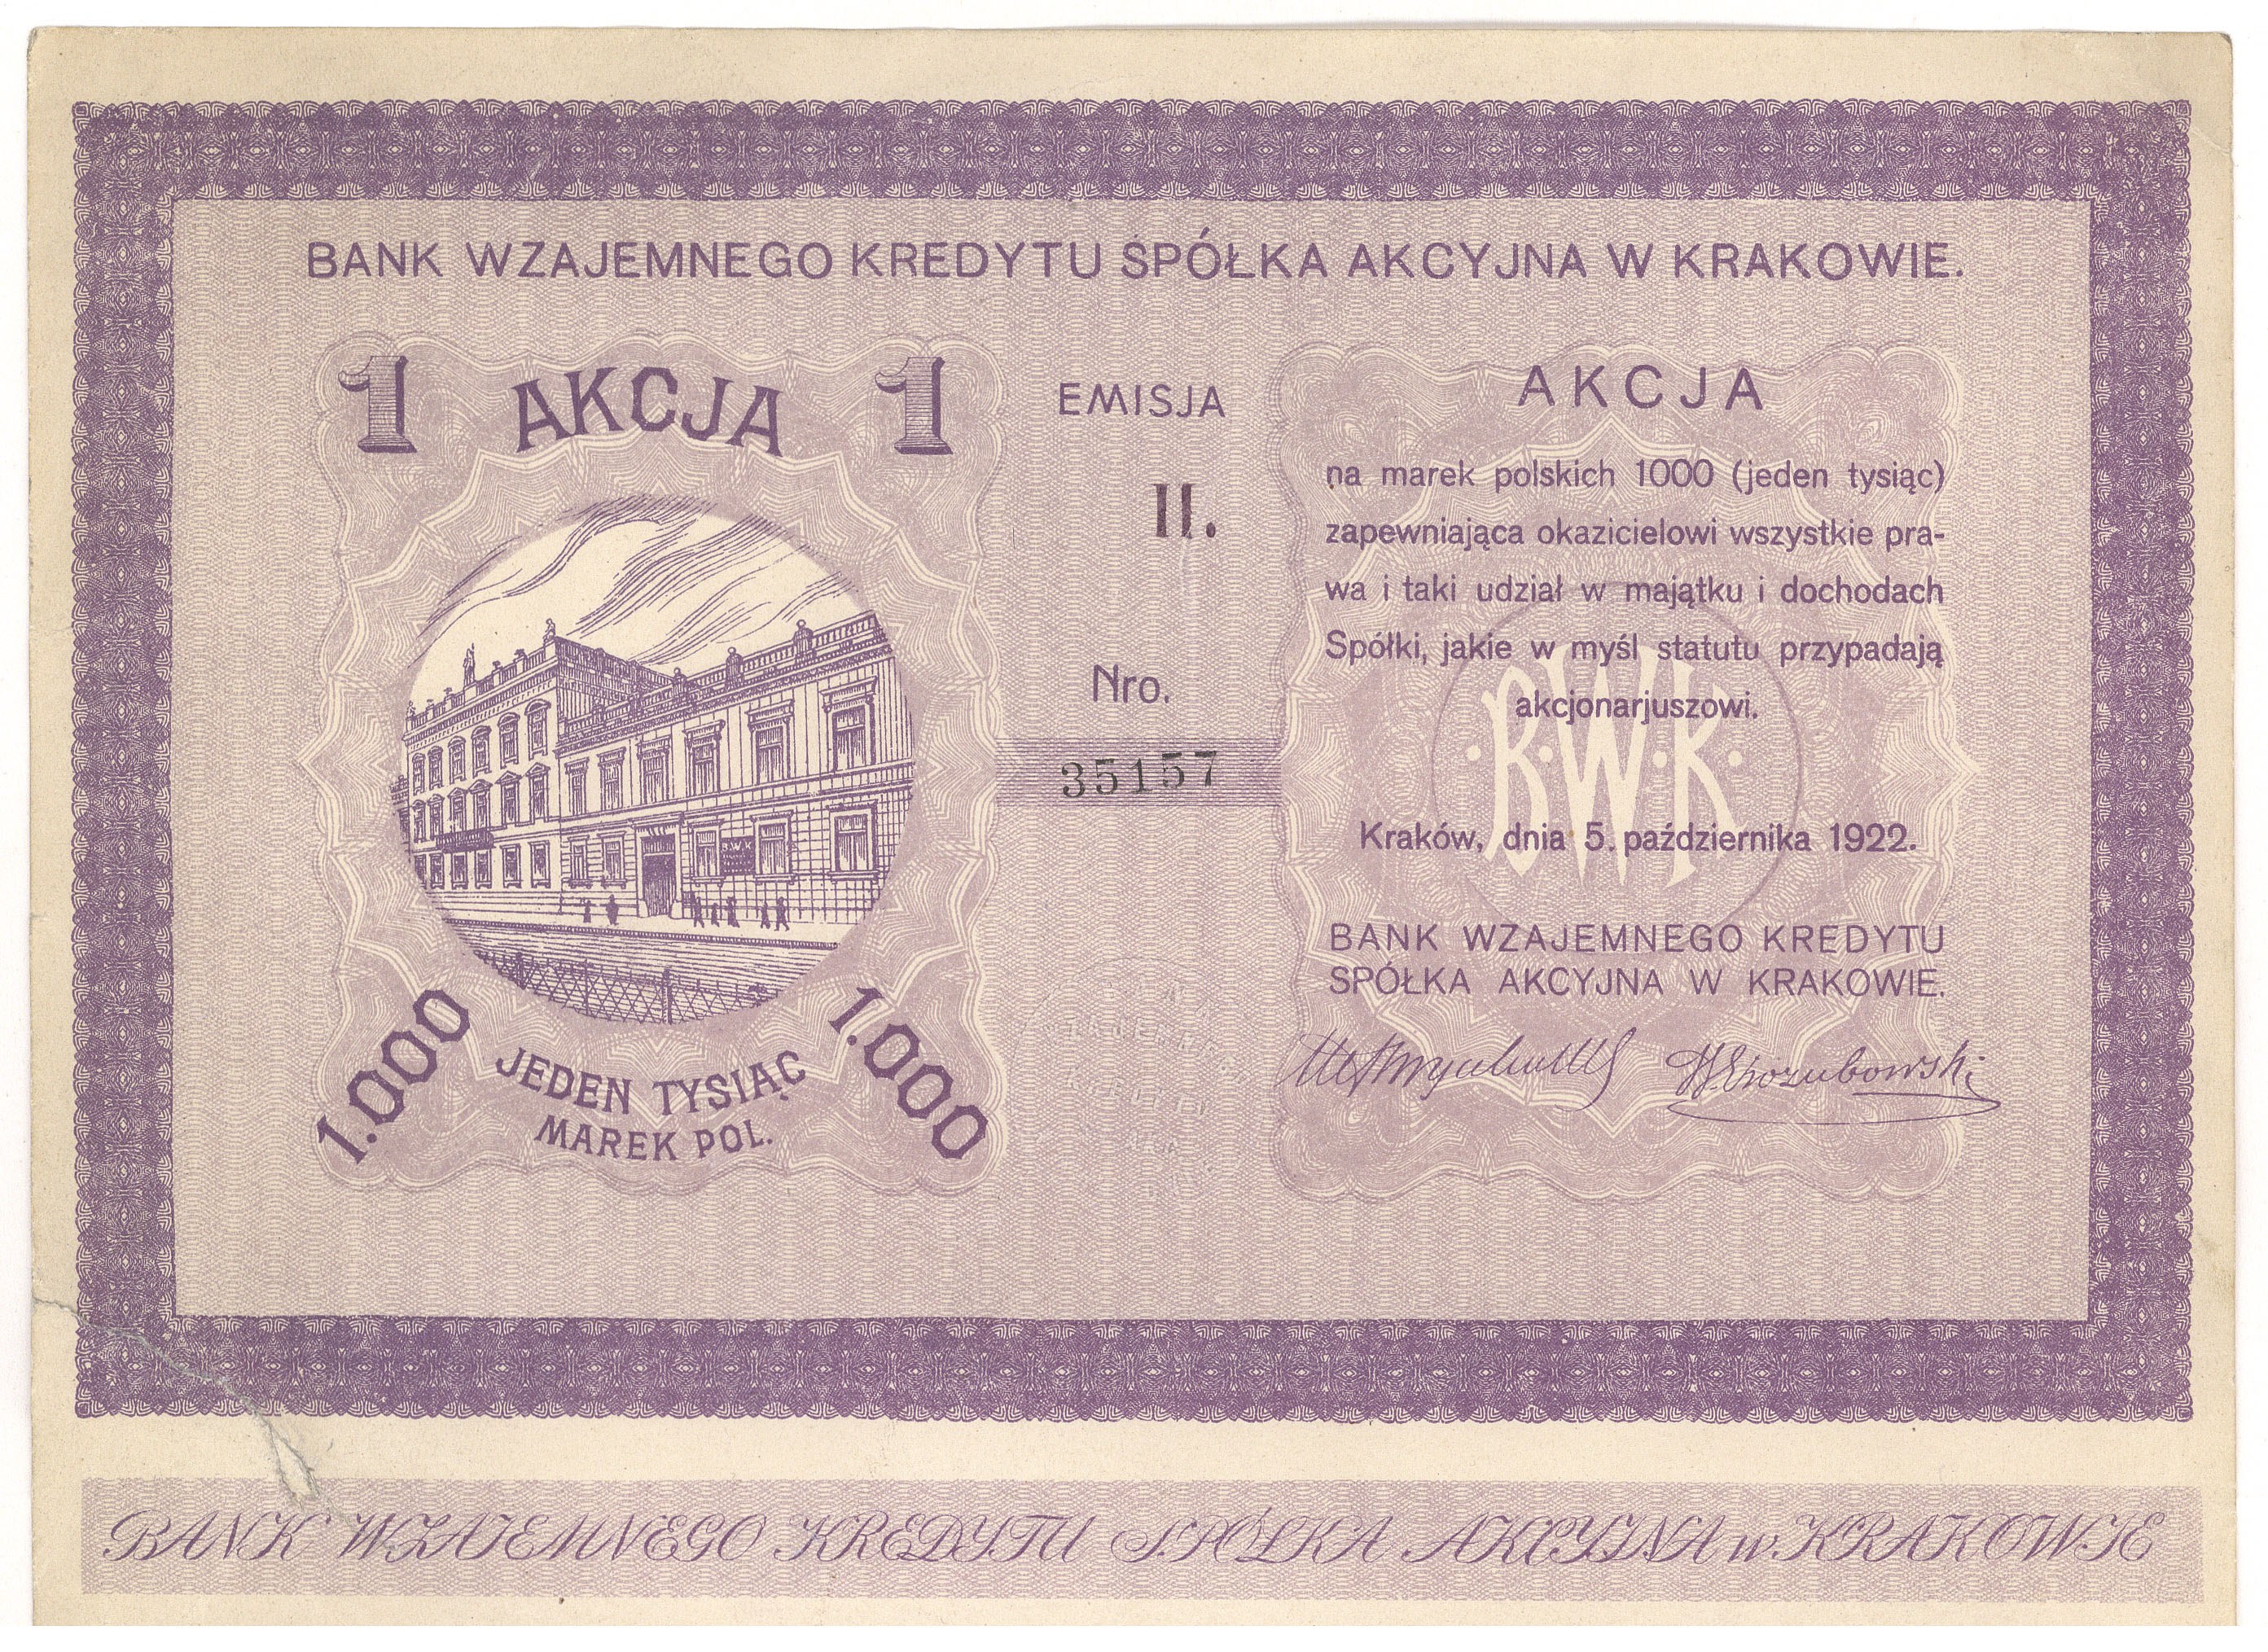 BANK WZAJEMNEGO KREDYTU SPÓŁKA AKCYJNA W KRAKOWIE.
1 AKCJA 1
B.W.K
1.000 JEDEN TYSIĄC 1.000
MAREK POL.
EMISJA
II.
Nro.
35157
AKCJA
na marek polskich 1000 (jeden tysiąc)
zapewniająca okazicielowi wszystkie pra-
wa i taki udział w majątku i dochodach
Spółki, jakie w myśl statutu przypadają
akcjonarjuszowi.
B·W·K
Kraków, dnia 5. października 1922.
BANK WZAJEMNEGO KREDYTU
SPÓŁKA AKCYJNA W KRAKOWIE.
BANK WZAJEMNEGO KREDYTU SPÓŁKA AKCYJNA w KRAKOWIE